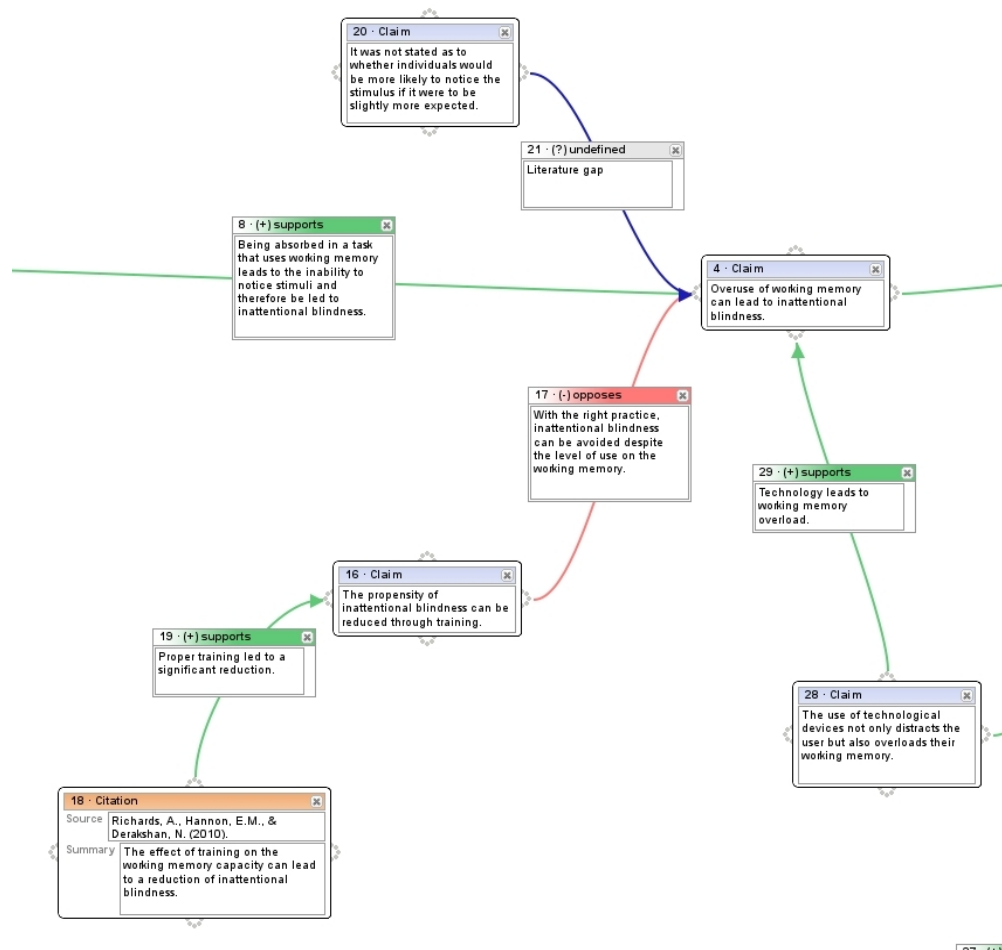 20 · Claim
It was not stated as to
whether individuals would
be more likely to notice the
stimulus if it were to be
slightly more expected.
21 · (?) undefined
Literature gap
8 · (+) supports
Being absorbed in a task
that uses working memory
leads to the inability to
notice stimuli and
therefore be led to
inattentional blindness.
4 · Claim
Overuse of working memory
can lead to inattentional
blindness.
17 · (-) opposes
With the right practice,
inattentional blindness
can be avoided despite
the level of use on the
working memory.
29 · (+) supports
Technology leads to
working memory
overload.
16 · Claim
The propensity of
inattentional blindness can be
reduced through training.
19 · (+) supports
Proper training led to a
significant reduction.
28 · Claim
The use of technological
devices not only distracts the
user but also overloads their
working memory.
18 · Citation
Source
Richards, A., Hannon, E.M., &
Derakshan, N. (2010).
Summary
The effect of training on the
working memory capacity can lead
to a reduction of inattentional
blindness.